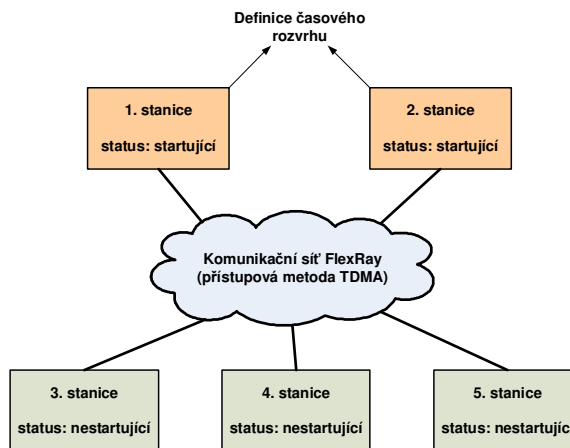 Definice časového
rozvrhu
1. stanice
status: startující
2. stanice
status: startující
Komunikační síť FlexRay
(přístupová metoda TDMA)
3. stanice
status: nestartující
4. stanice
status: nestartující
5. stanice
status: nestartující